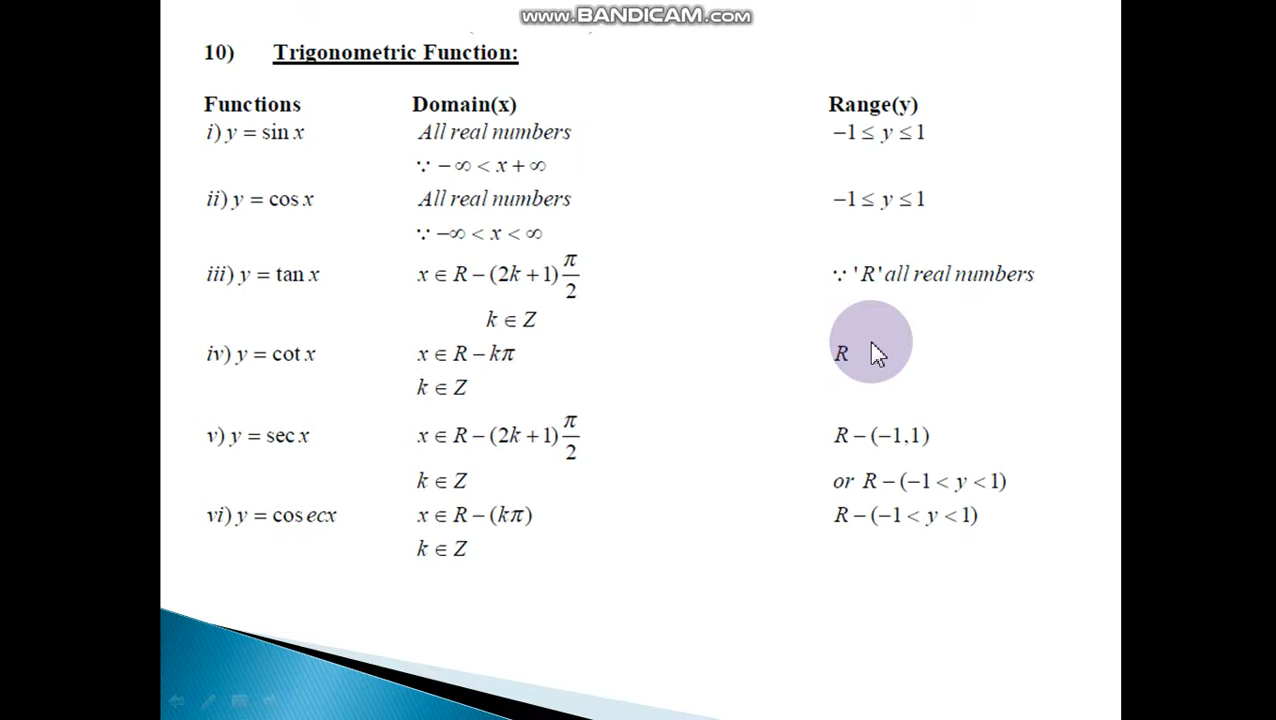 www.BANDICAM.com
10) Trigonometric Function:
Functions Domain(x) Range(y)
i) y = sin x All real numbers −1 ≤ y ≤ 1
∵ −∞ < x + ∞
ii) y = cos x All real numbers −1 ≤ y ≤ 1
∵ −∞ < x < ∞
iii) y = tan x x ∈ R − (2k + 1) π/2 ∵ 'R' all real numbers
k ∈ Z
iv) y = cot x x ∈ R − kπ R
k ∈ Z
v) y = sec x x ∈ R − (2k + 1) π/2 R − (−1,1)
k ∈ Z or R − (−1 < y < 1)
vi) y = cos ecx x ∈ R − (kπ) R − (−1 < y < 1)
k ∈ Z